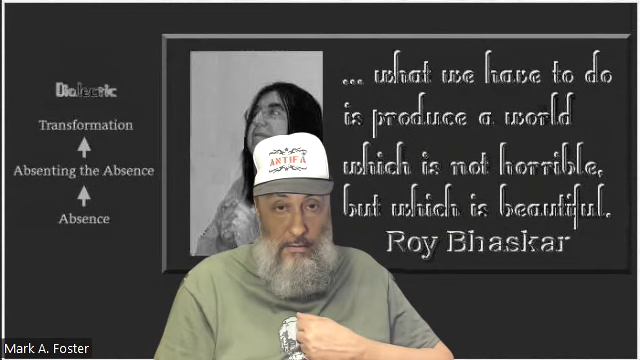 Dialectic
Transformation
Absenting the Absence
Absence
... what we have to do
is produce a world
which is not horrible,
but which is beautiful.
Roy Bhaskar
ANTIFA
Mark A. Foster